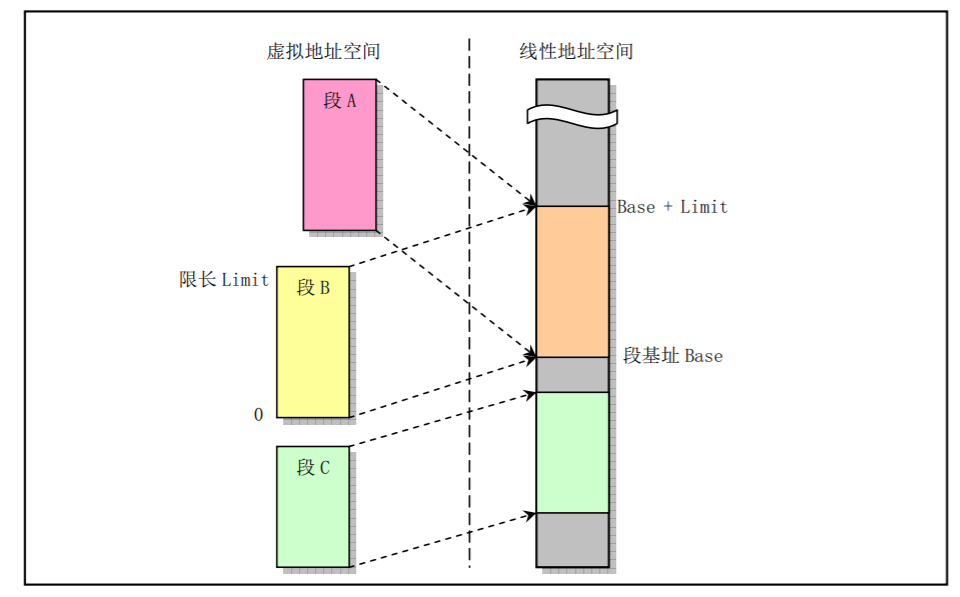 虚拟地址空间
线性地址空间
段 A
Base + Limit
限长 Limit
段 B
段基址 Base
0
段 C